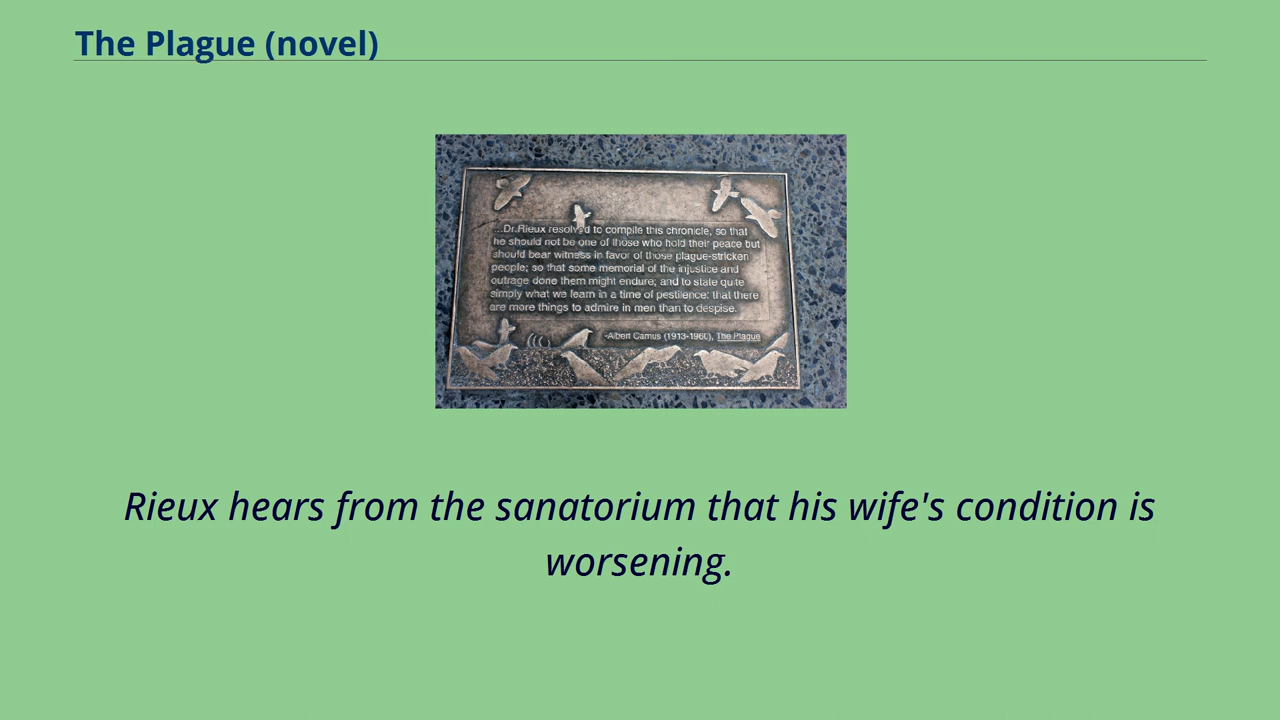 The Plague (novel)
...Dr.Rieux resolved to compile this chronicle, so that
he should not be one of those who hold their peace but
should bear witness in favor of those plague-stricken
people; so that some memorial of the injustice and
outrage done them might endure; and to state quite
simply what we learn in a time of pestilence: that there
are more things to admire in men than to despise.
-Albert Camus (1913-1960), The Plague
Rieux hears from the sanatorium that his wife's condition is
worsening.